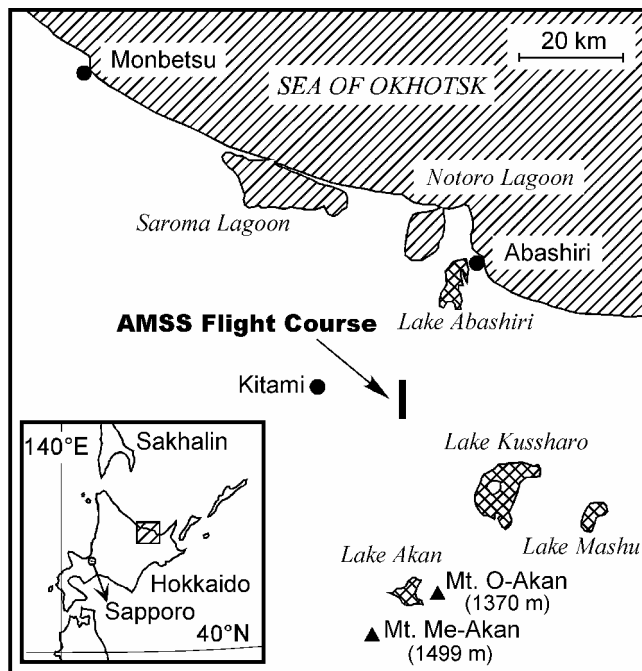 20 km
Monbetsu
SEA OF OKHOTSK
Notoro Lagoon
Saroma Lagoon
Abashiri
Lake Abashiri
AMSS Flight Course
Kitami
Lake Kussharo
Lake Mashu
Lake Akan
Mt. O-Akan
(1370 m)
Mt. Me-Akan
(1499 m)
140°E
Sakhalin
Hokkaido
Sapporo
40°N